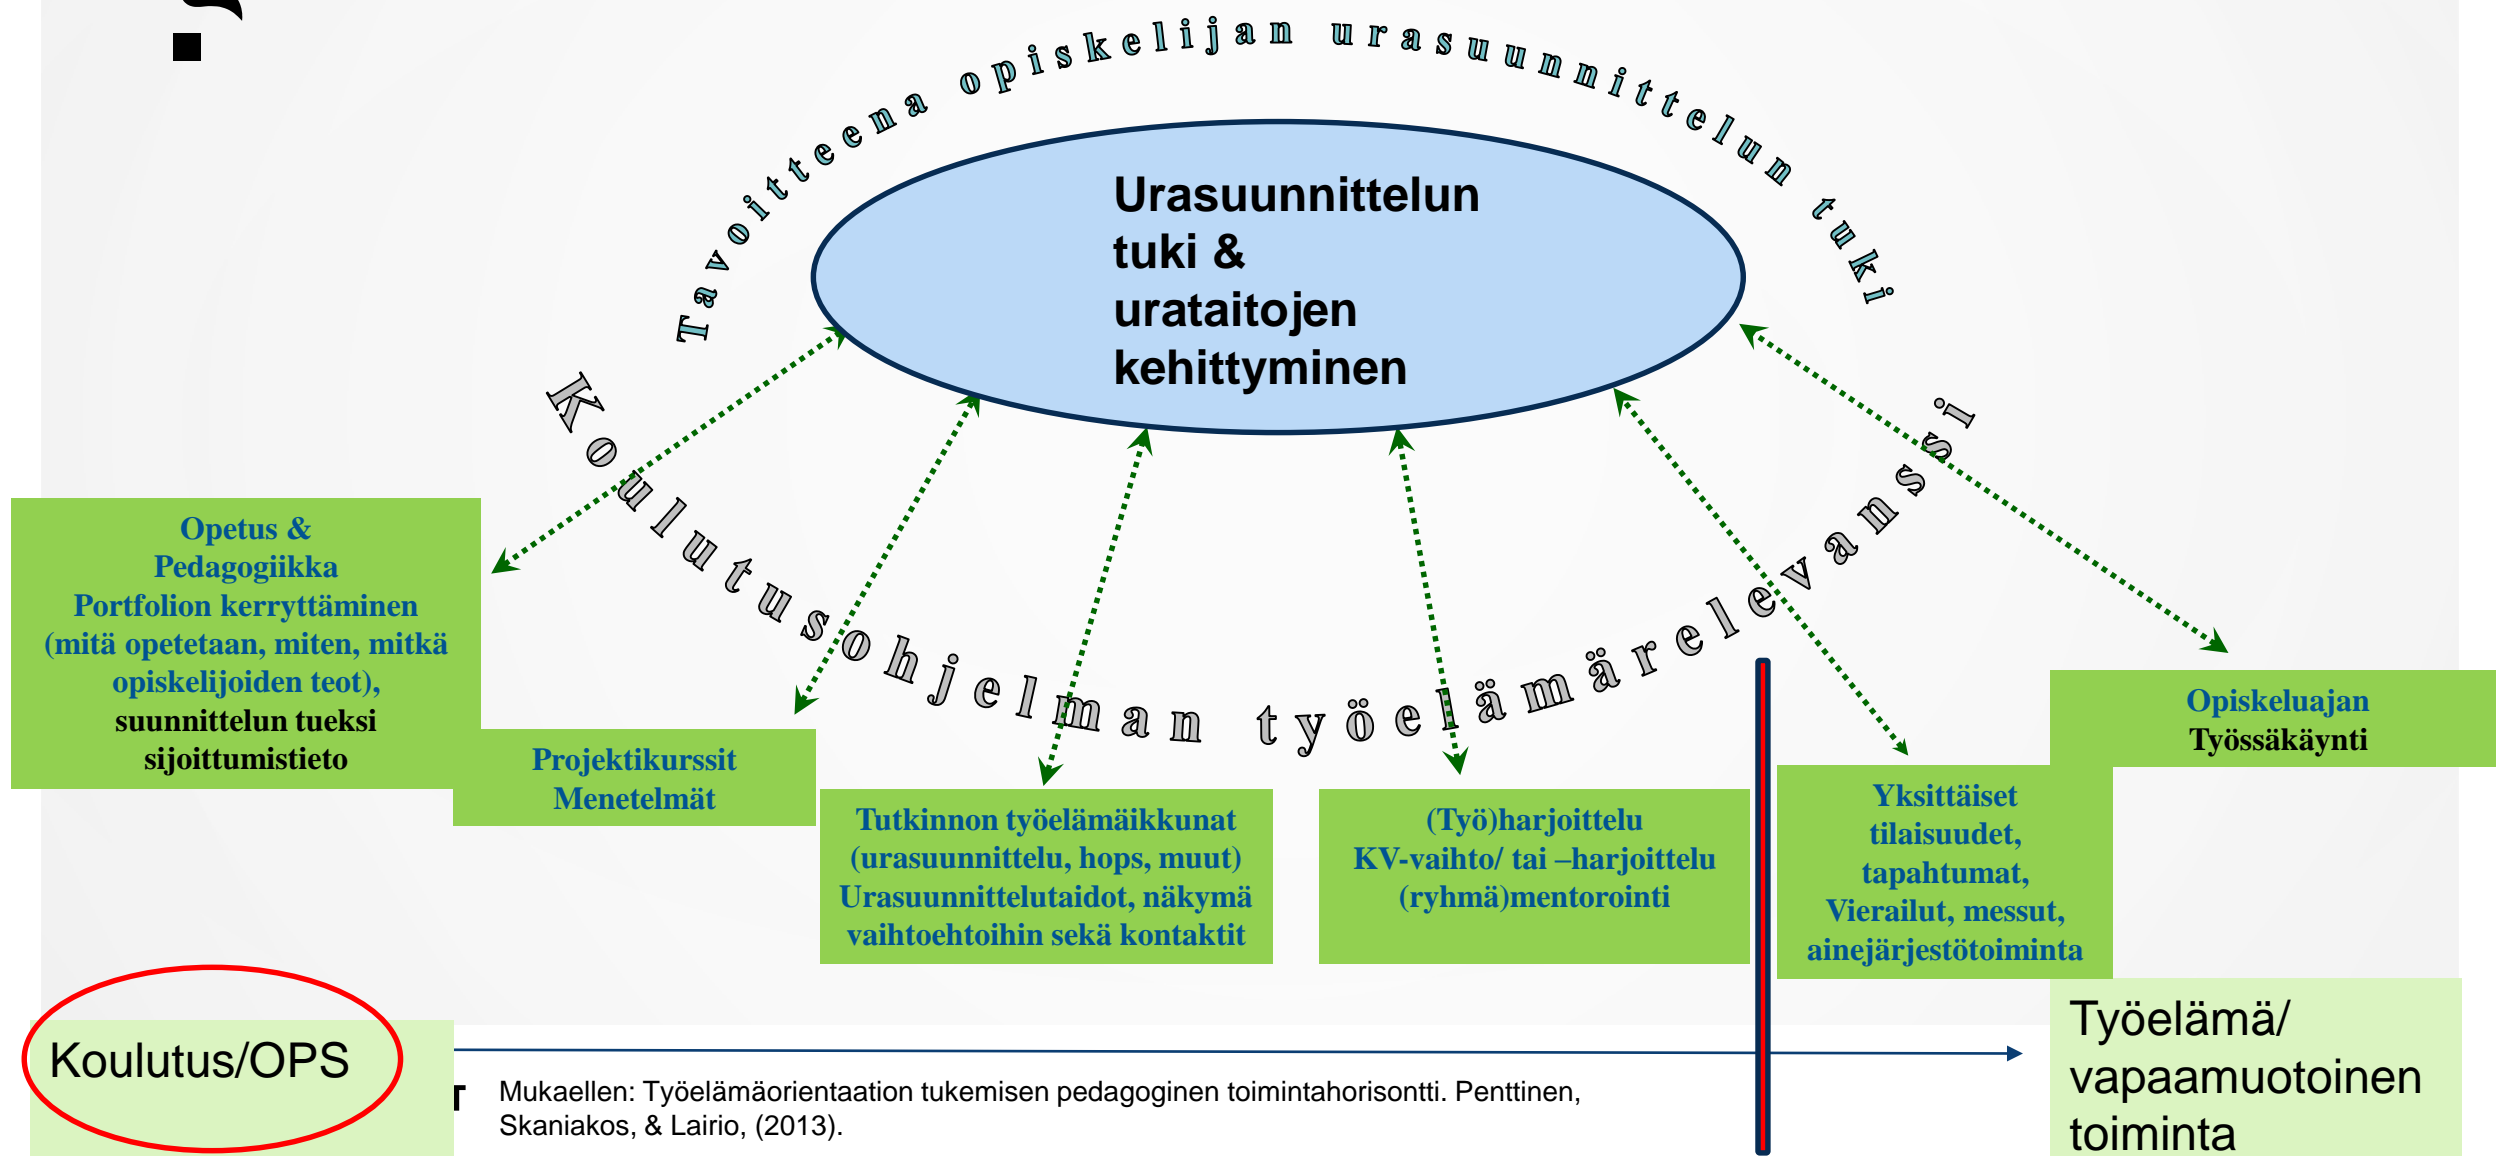 Tavoitteena opiskelijan urasuunnittelun tuki
Urasuunnittelun
tuki &
urataitojen
kehittyminen
Koulutusohjelman työelämärelevanssi
Opetus &
Pedagogiikka
Portfolion kerryttäminen
(mitä opetetaan, miten, mitkä
opiskelijoiden teot),
suunnittelun tueksi
sijoittumistieto
Projektikurssit
Menetelmät
Tutkinnon työelämäikkunat
(urasuunnittelu, hops, muut)
Urasuunnittelutaidot, näkymä
vaihtoehtoihin sekä kontaktit
(Työ)harjoittelu
KV-vaihto/ tai –harjoittelu
(ryhmä)mentorointi
Yksittäiset
tilaisuudet,
tapahtumat,
Vierailut, messut,
ainejärjestötoiminta
Opiskeluajan
Työssäkäynti
Koulutus/OPS
Työelämä/
vapaamuotoinen
toiminta
Mukaellen: Työelämäorientaation tukemisen pedagoginen toimintahorisontti. Penttinen,
Skaniakos, & Lairio, (2013).